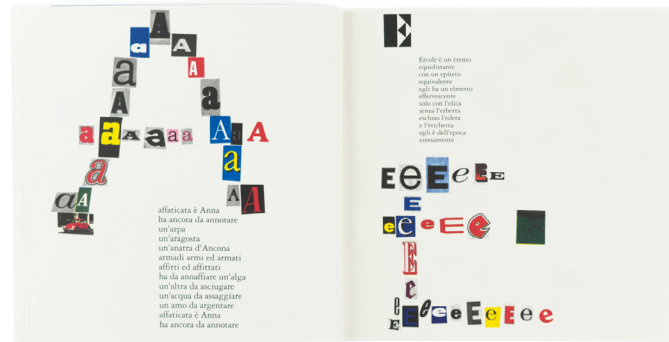 A
a A
a A
A a
a a A a a a A a A
a a
a A A A
affaticata è Anna
ha ancora da annotare
un'arpa
un'aragosta
un'anatra d'Ancona
armadi armi ed armati
affitti ed affittati
ha da annaffiare un'alga
un'altra da asciugare
un'acqua da assaggiare
un amo da argentare
affaticata è Anna
ha ancora da annotare
E
Ercole è un eremo
equidistante
con un epiteto
equivalente
egli ha un elmetto
effervescente
solo con l'elica
senza l'erbetta
escluso l'edera
e l'etichetta
egli è dell'epoca
estesamente
E e E e E E
E
e e e e E e
E
e
e E E e e e E e E e e